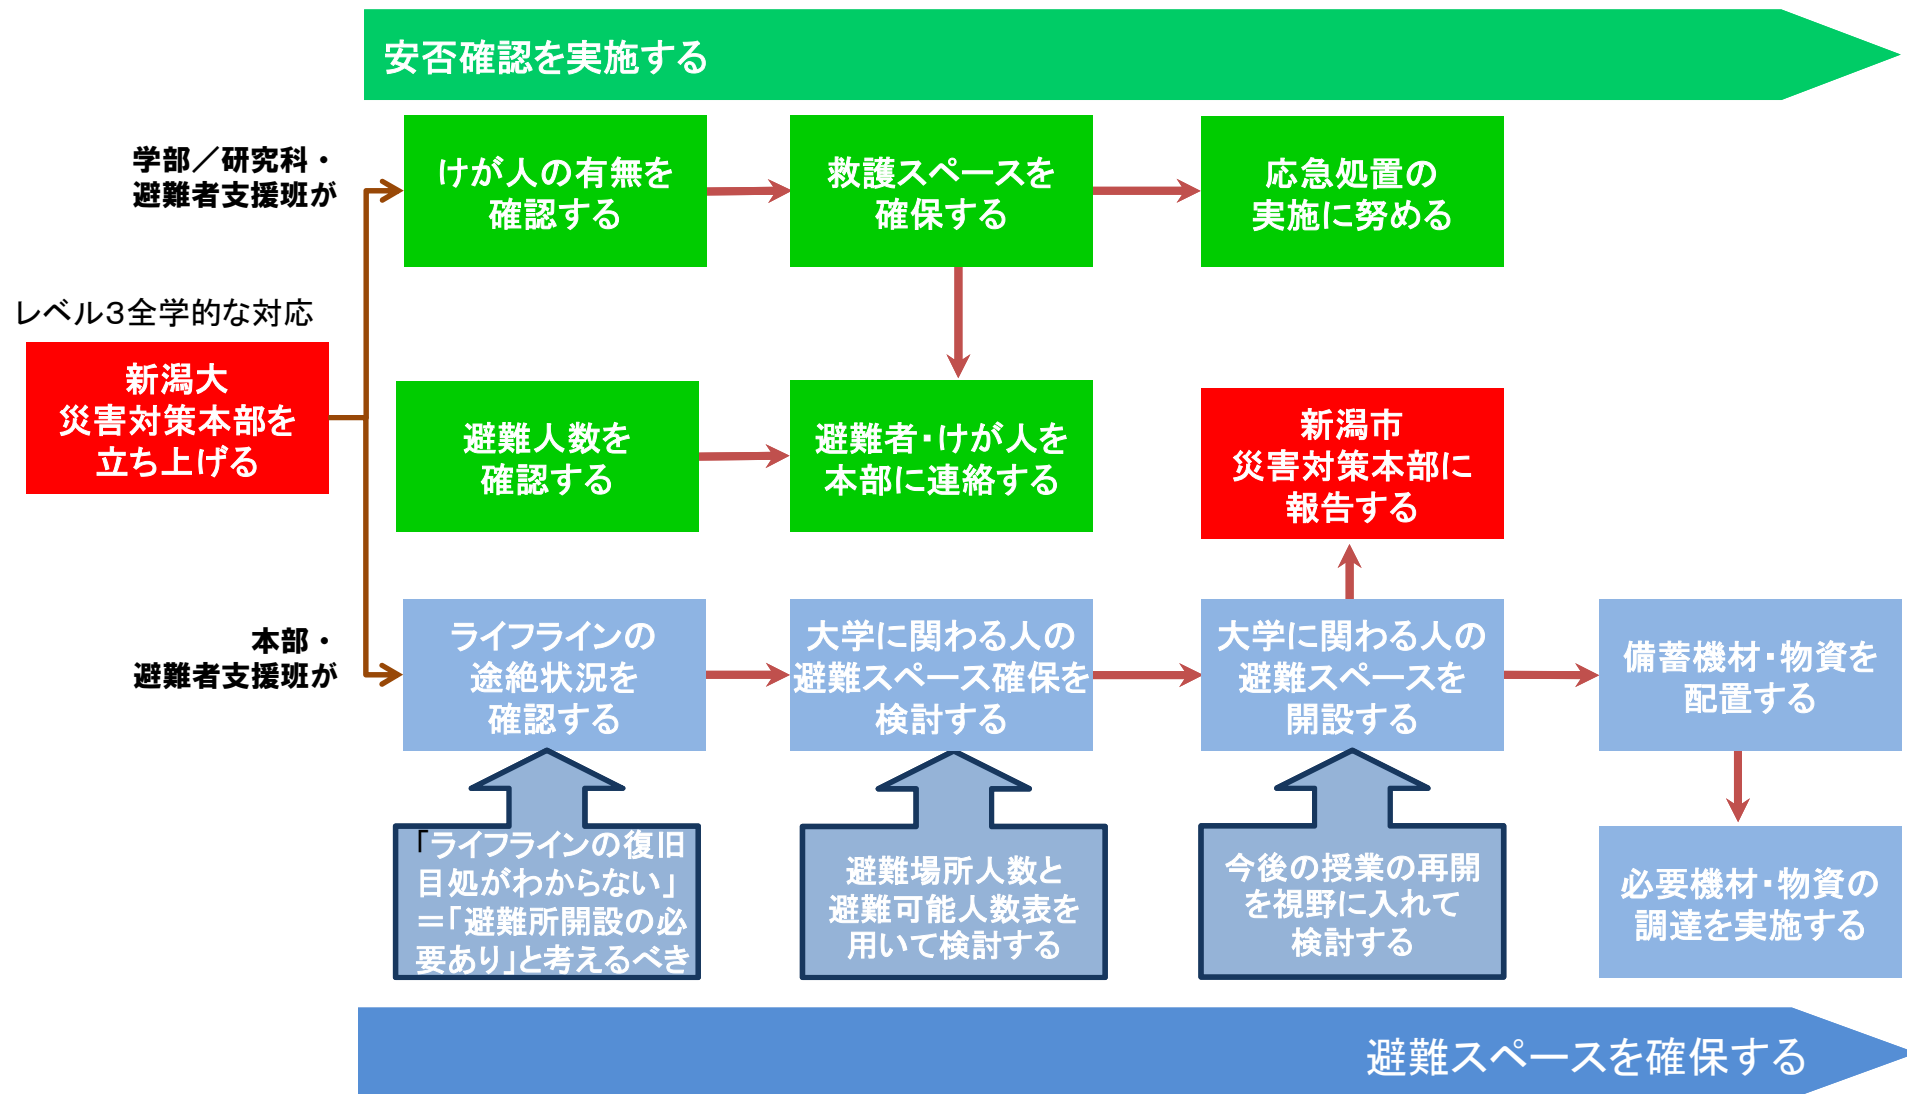 安否確認を実施する
学部／研究科・
避難者支援班が
けが人の有無を
確認する
救護スペースを
確保する
応急処置の
実施に努める
レベル３全学的な対応
新潟大
災害対策本部を
立ち上げる
避難人数を
確認する
避難者・けが人を
本部に連絡する
新潟市
災害対策本部に
報告する
本部・
避難者支援班が
ライフラインの
途絶状況を
確認する
大学に関わる人の
避難スペース確保を
検討する
大学に関わる人の
避難スペースを
開設する
備蓄機材・物資を
配置する
「ライフラインの復旧
目処がわからない」
＝「避難所開設の必
要あり」と考えるべき
避難場所人数と
避難可能人数表を
用いて検討する
今後の授業の再開
を視野に入れて
検討する
必要機材・物資の
調達を実施する
避難スペースを確保する